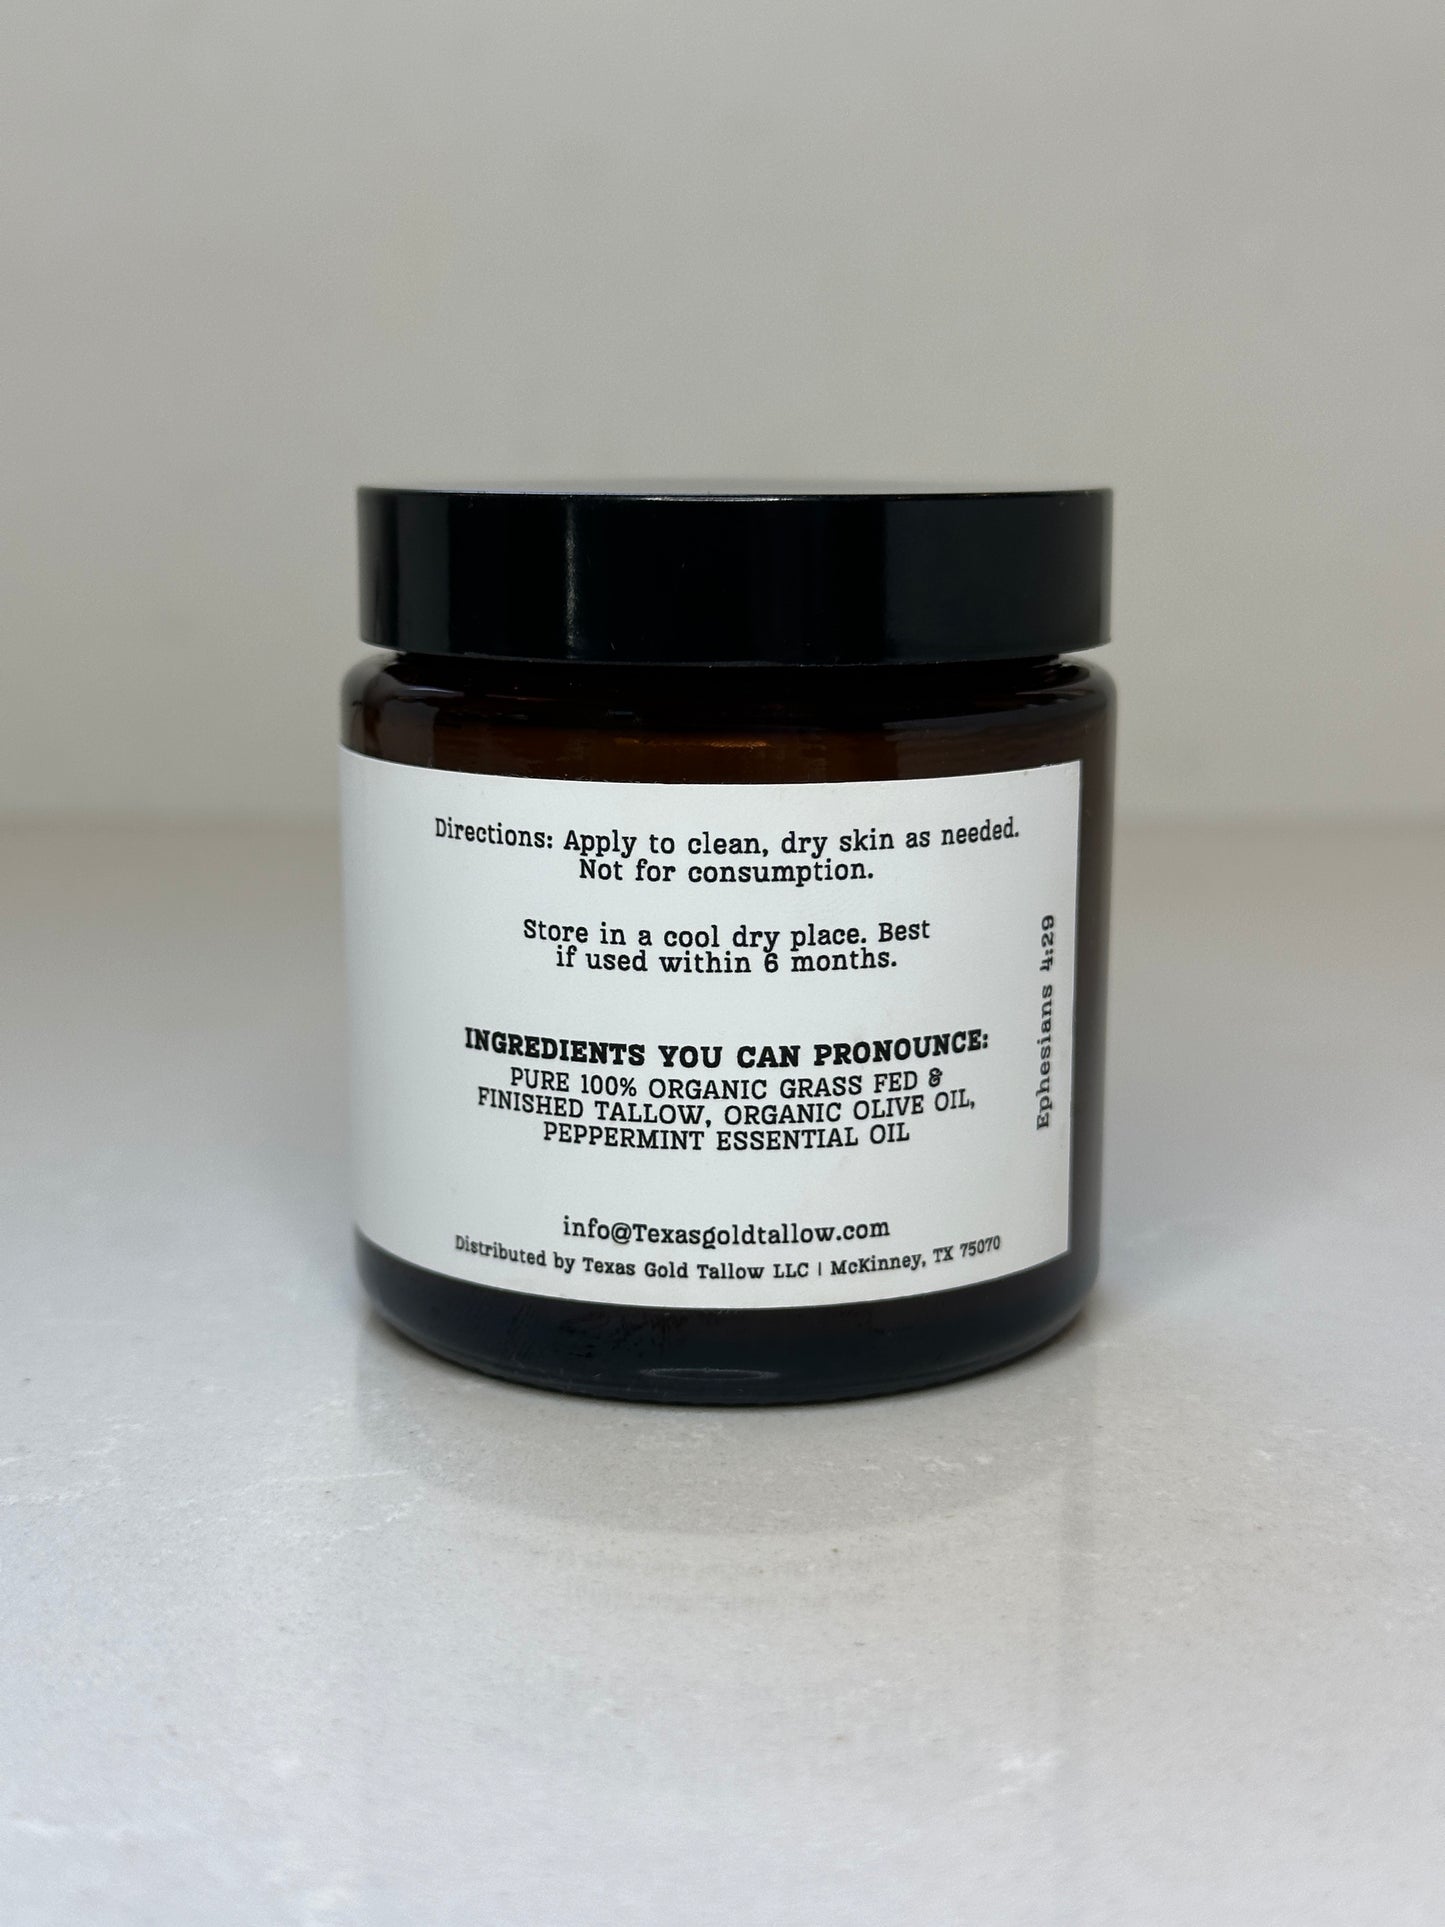 Directions: Apply to clean, dry skin as needed.
Not for consumption.
Store in a cool dry place. Best
if used within 6 months.
INGREDIENTS YOU CAN PRONOUNCE:
PURE 100% ORGANIC GRASS FED &
FINISHED TALLOW, ORGANIC OLIVE OIL,
PEPPERMINT ESSENTIAL OIL
info@Texasgoldtallow.com
Distributed by Texas Gold Tallow LLC | McKinney, TX 75070
Ephesians 4:29